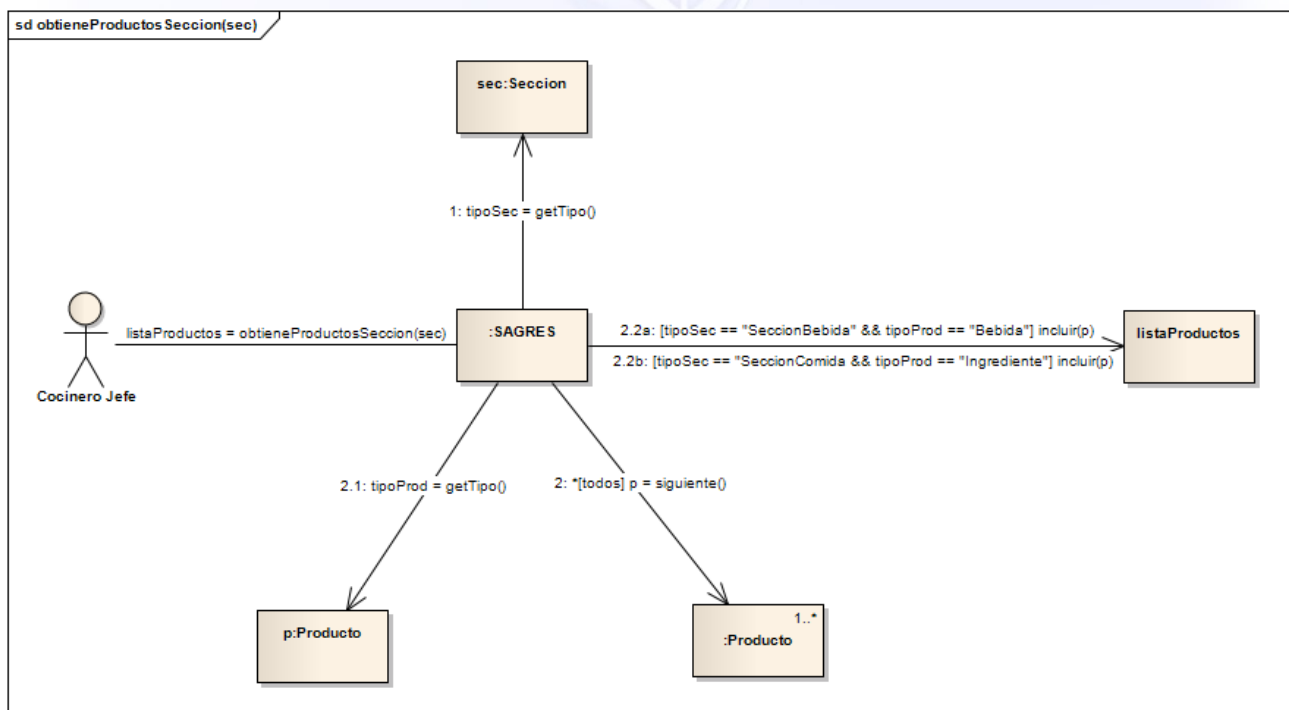 sd obtieneProductosSeccion(sec)
sec:Seccion
1: tipoSec = getTipo()
listaProductos = obtieneProductosSeccion(sec)
Cocinero Jefe
:SAGRES
2.2a: [tipoSec == "SeccionBebida" && tipoProd == "Bebida"] incluir(p)
2.2b: [tipoSec == "SeccionComida && tipoProd == "Ingrediente"] incluir(p)
listaProductos
2.1: tipoProd = getTipo()
2: *[todos] p = siguiente()
p:Producto
1..*
:Producto